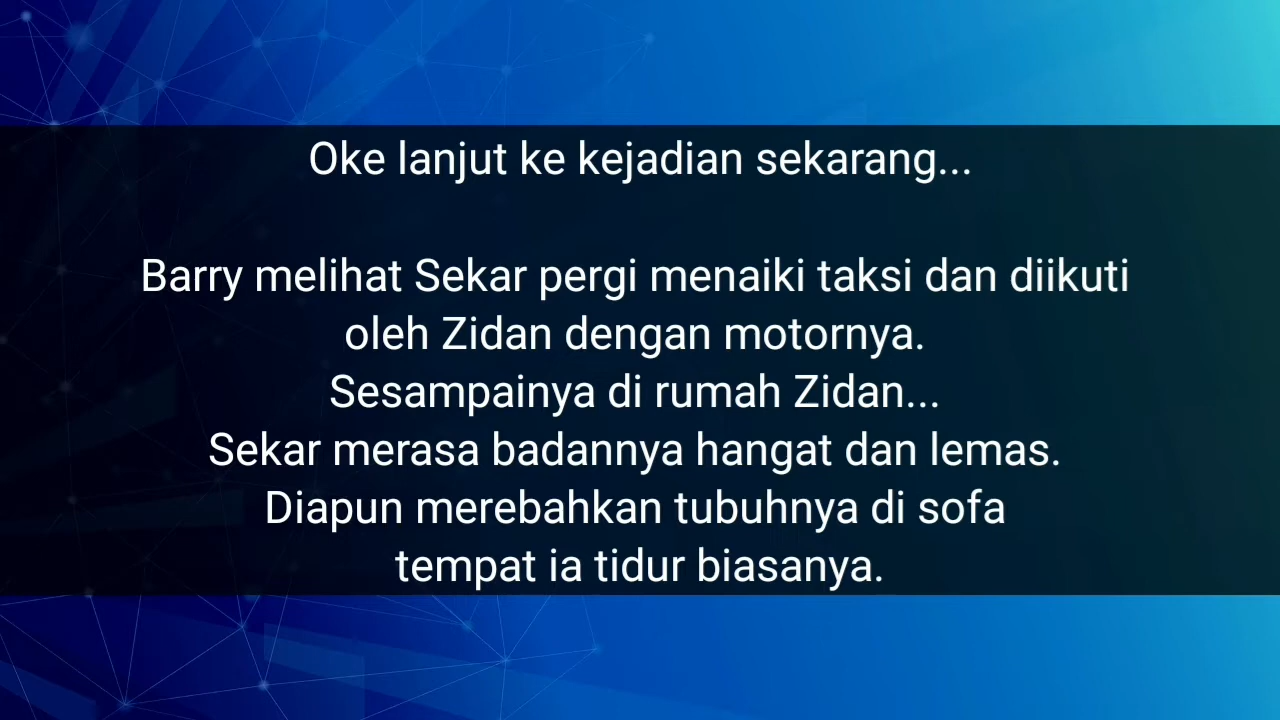 Oke lanjut ke kejadian sekarang...
Barry melihat Sekar pergi menaiki taksi dan diikuti
oleh Zidan dengan motornya.
Sesampainya di rumah Zidan...
Sekar merasa badannya hangat dan lemas.
Diapun merebahkan tubuhnya di sofa
tempat ia tidur biasanya.